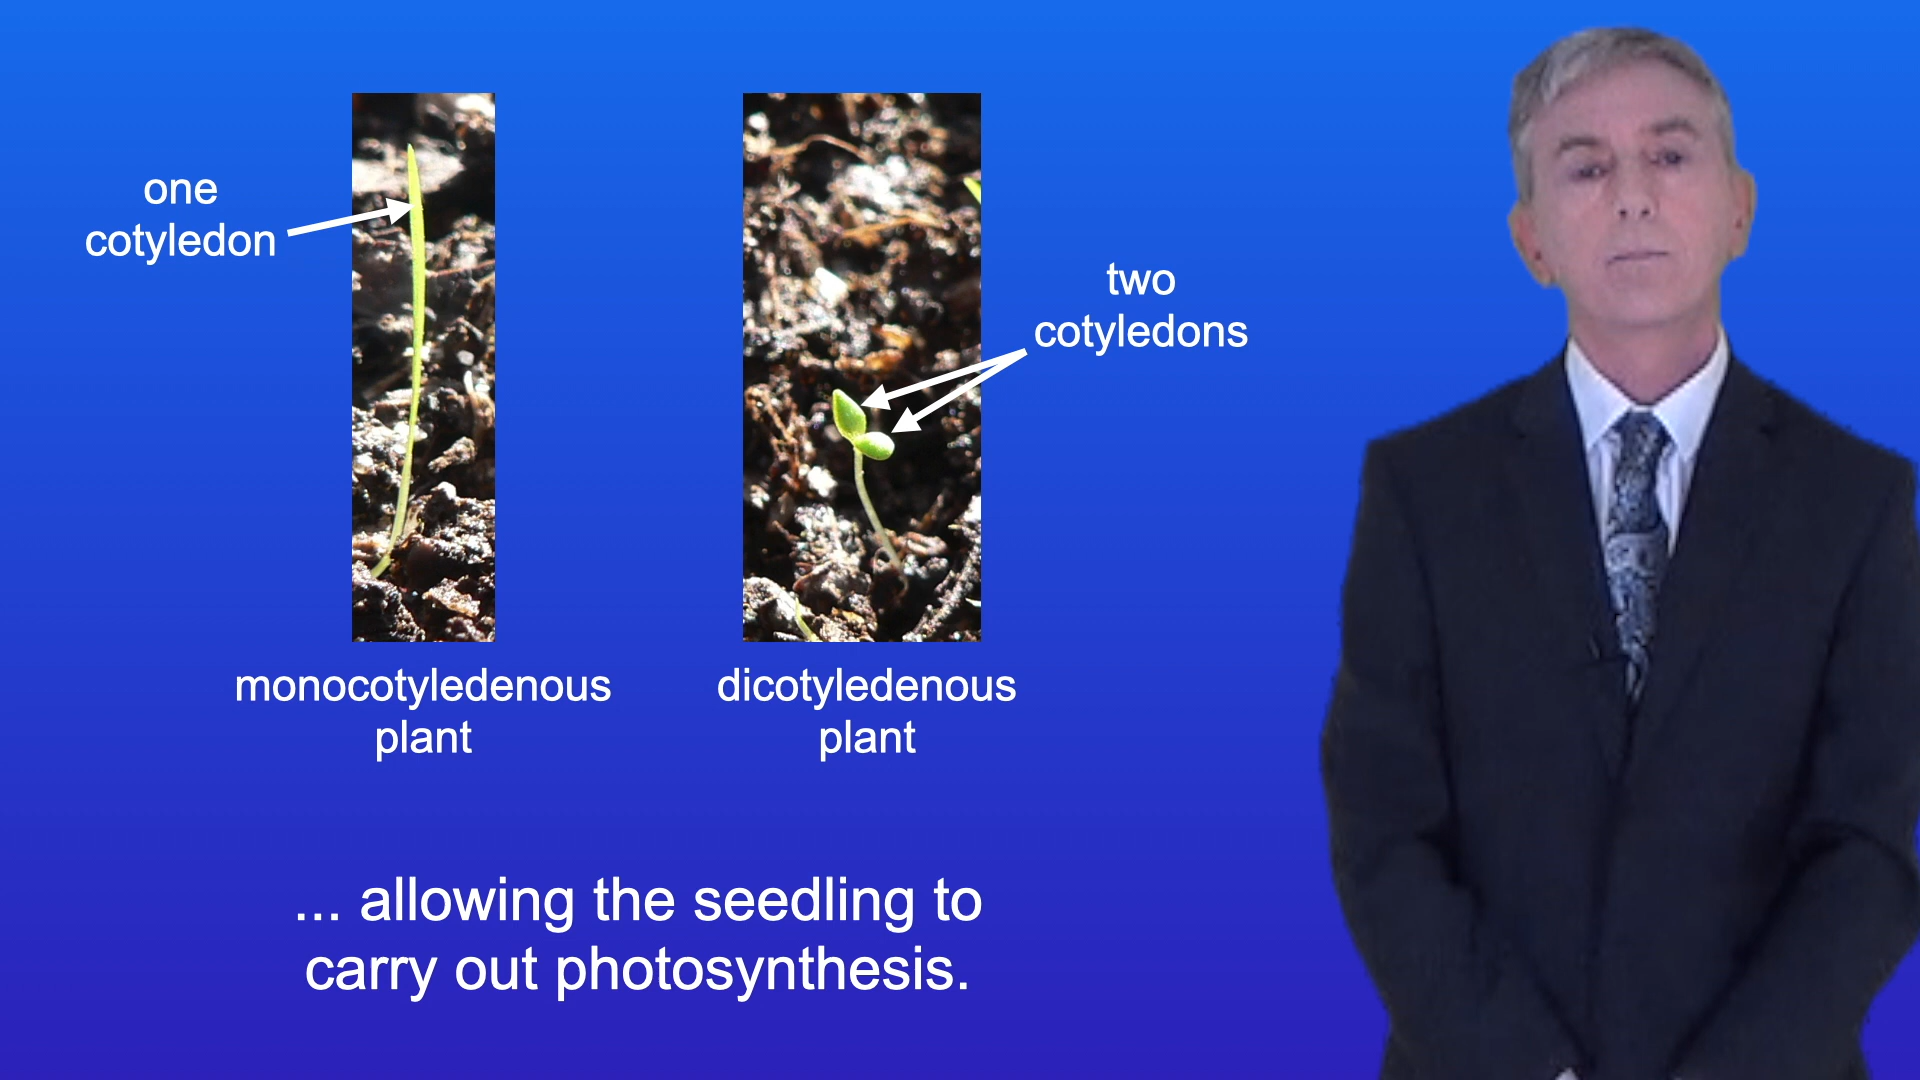 one
cotyledon
two
cotyledons
monocotyledenous
plant
dicotyledenous
plant
... allowing the seedling to
carry out photosynthesis.